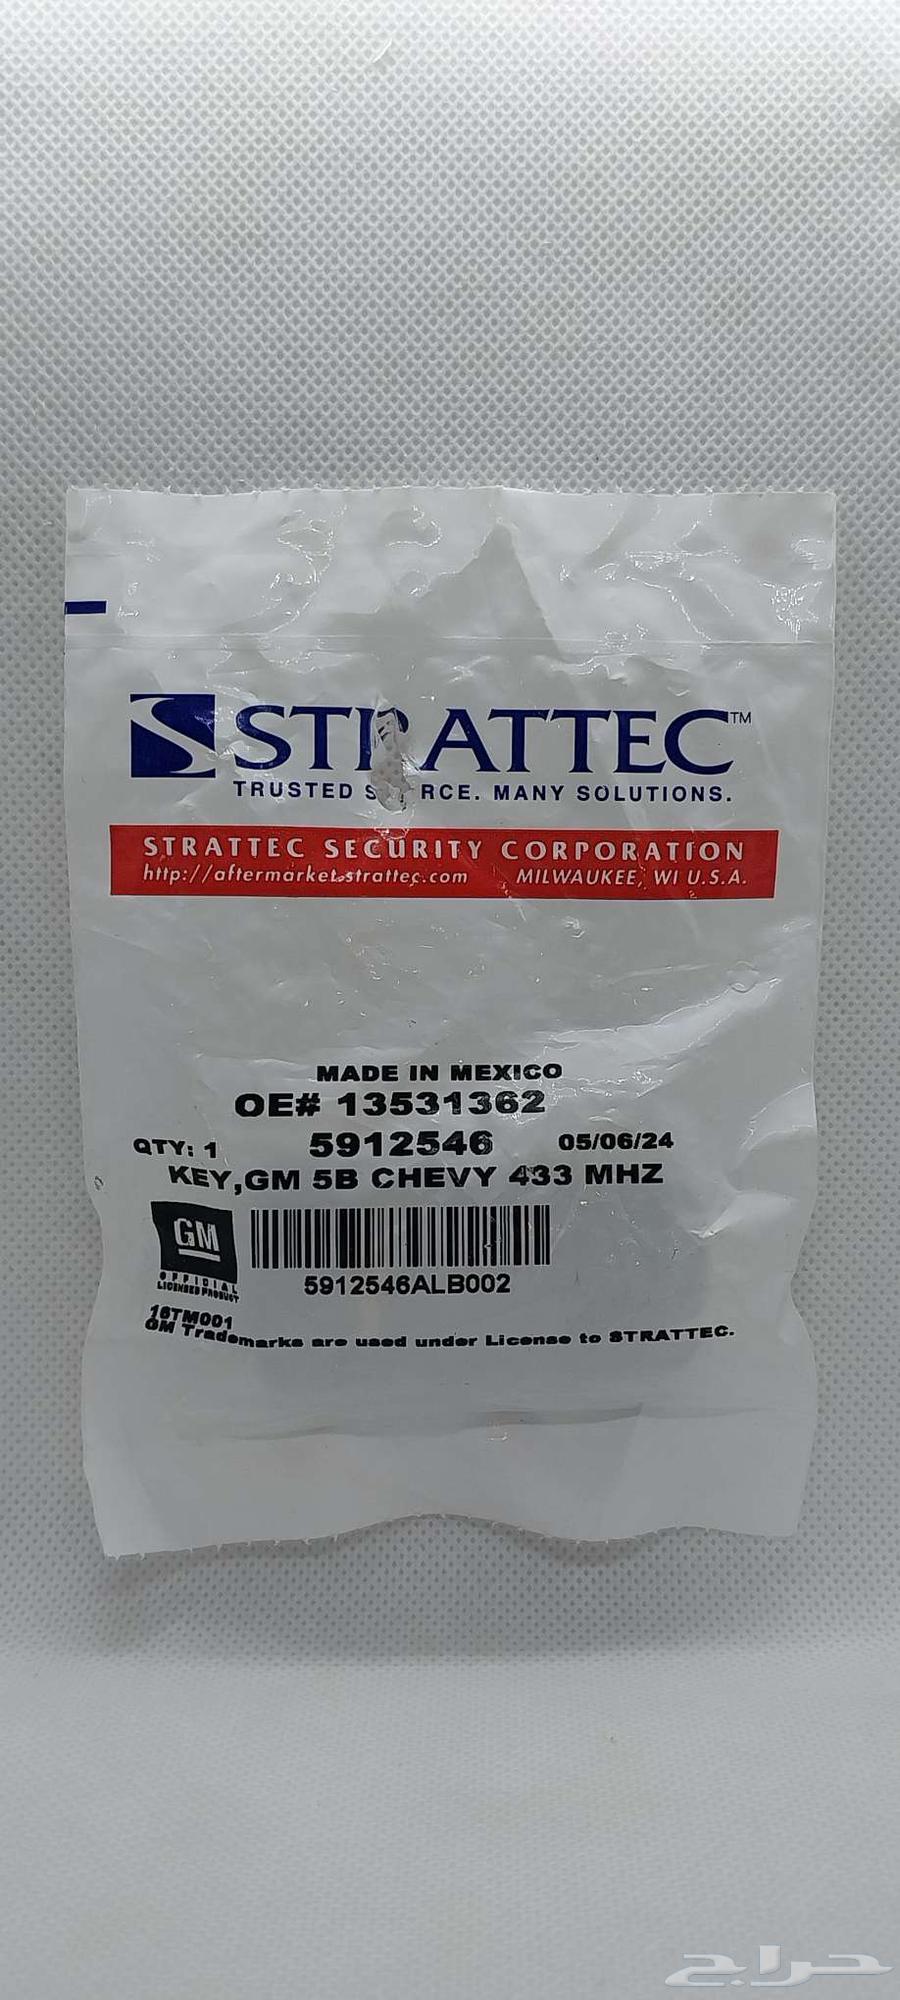 STRATTEC™
TRUSTED SOURCE. MANY SOLUTIONS.
STRATTEC SECURITY CORPORATION
http://aftermarket.strattec.com MILWAUKEE, WI U.S.A.
MADE IN MEXICO
OE# 13531362
QTY: 1 5912546 05/06/24
KEY,GM 5B CHEVY 433 MHZ
GM
OFFICIAL
LICENSED PRODUCT
5912546ALB002
16TM001
GM Trademarks are used under License to STRATTEC.
حراج